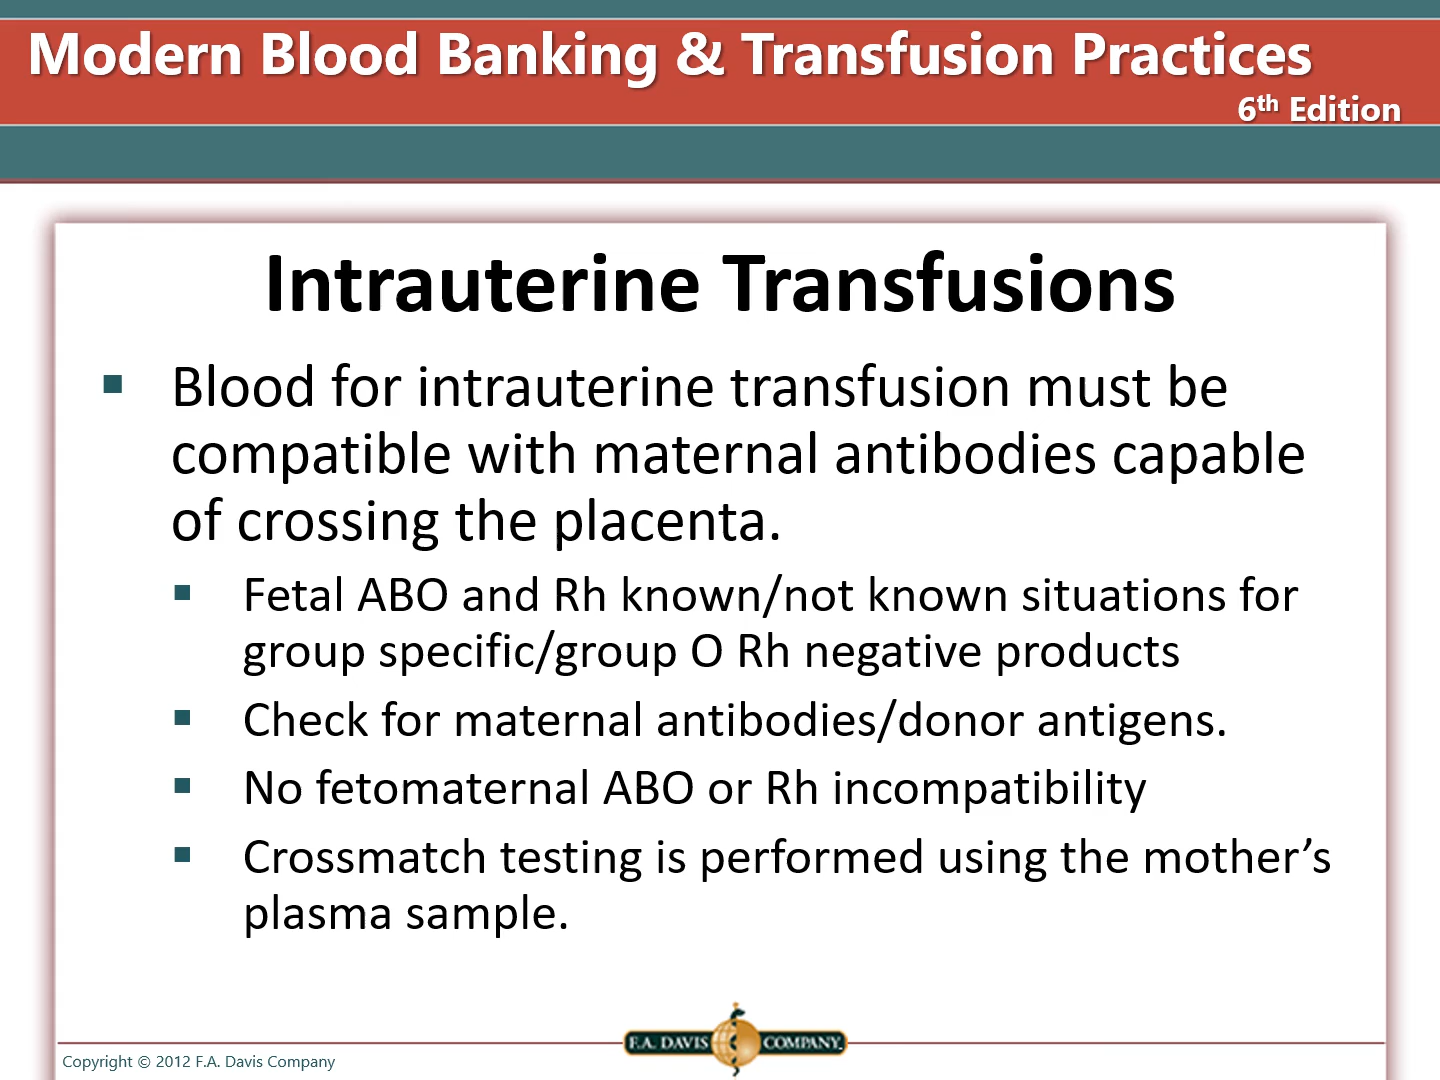 Modern Blood Banking & Transfusion Practices
6th Edition
Intrauterine Transfusions
▪ Blood for intrauterine transfusion must be
compatible with maternal antibodies capable
of crossing the placenta.
▪ Fetal ABO and Rh known/not known situations for
group specific/group O Rh negative products
▪ Check for maternal antibodies/donor antigens.
▪ No fetomaternal ABO or Rh incompatibility
▪ Crossmatch testing is performed using the mother’s
plasma sample.
F.A. DAVIS COMPANY.
Copyright © 2012 F.A. Davis Company